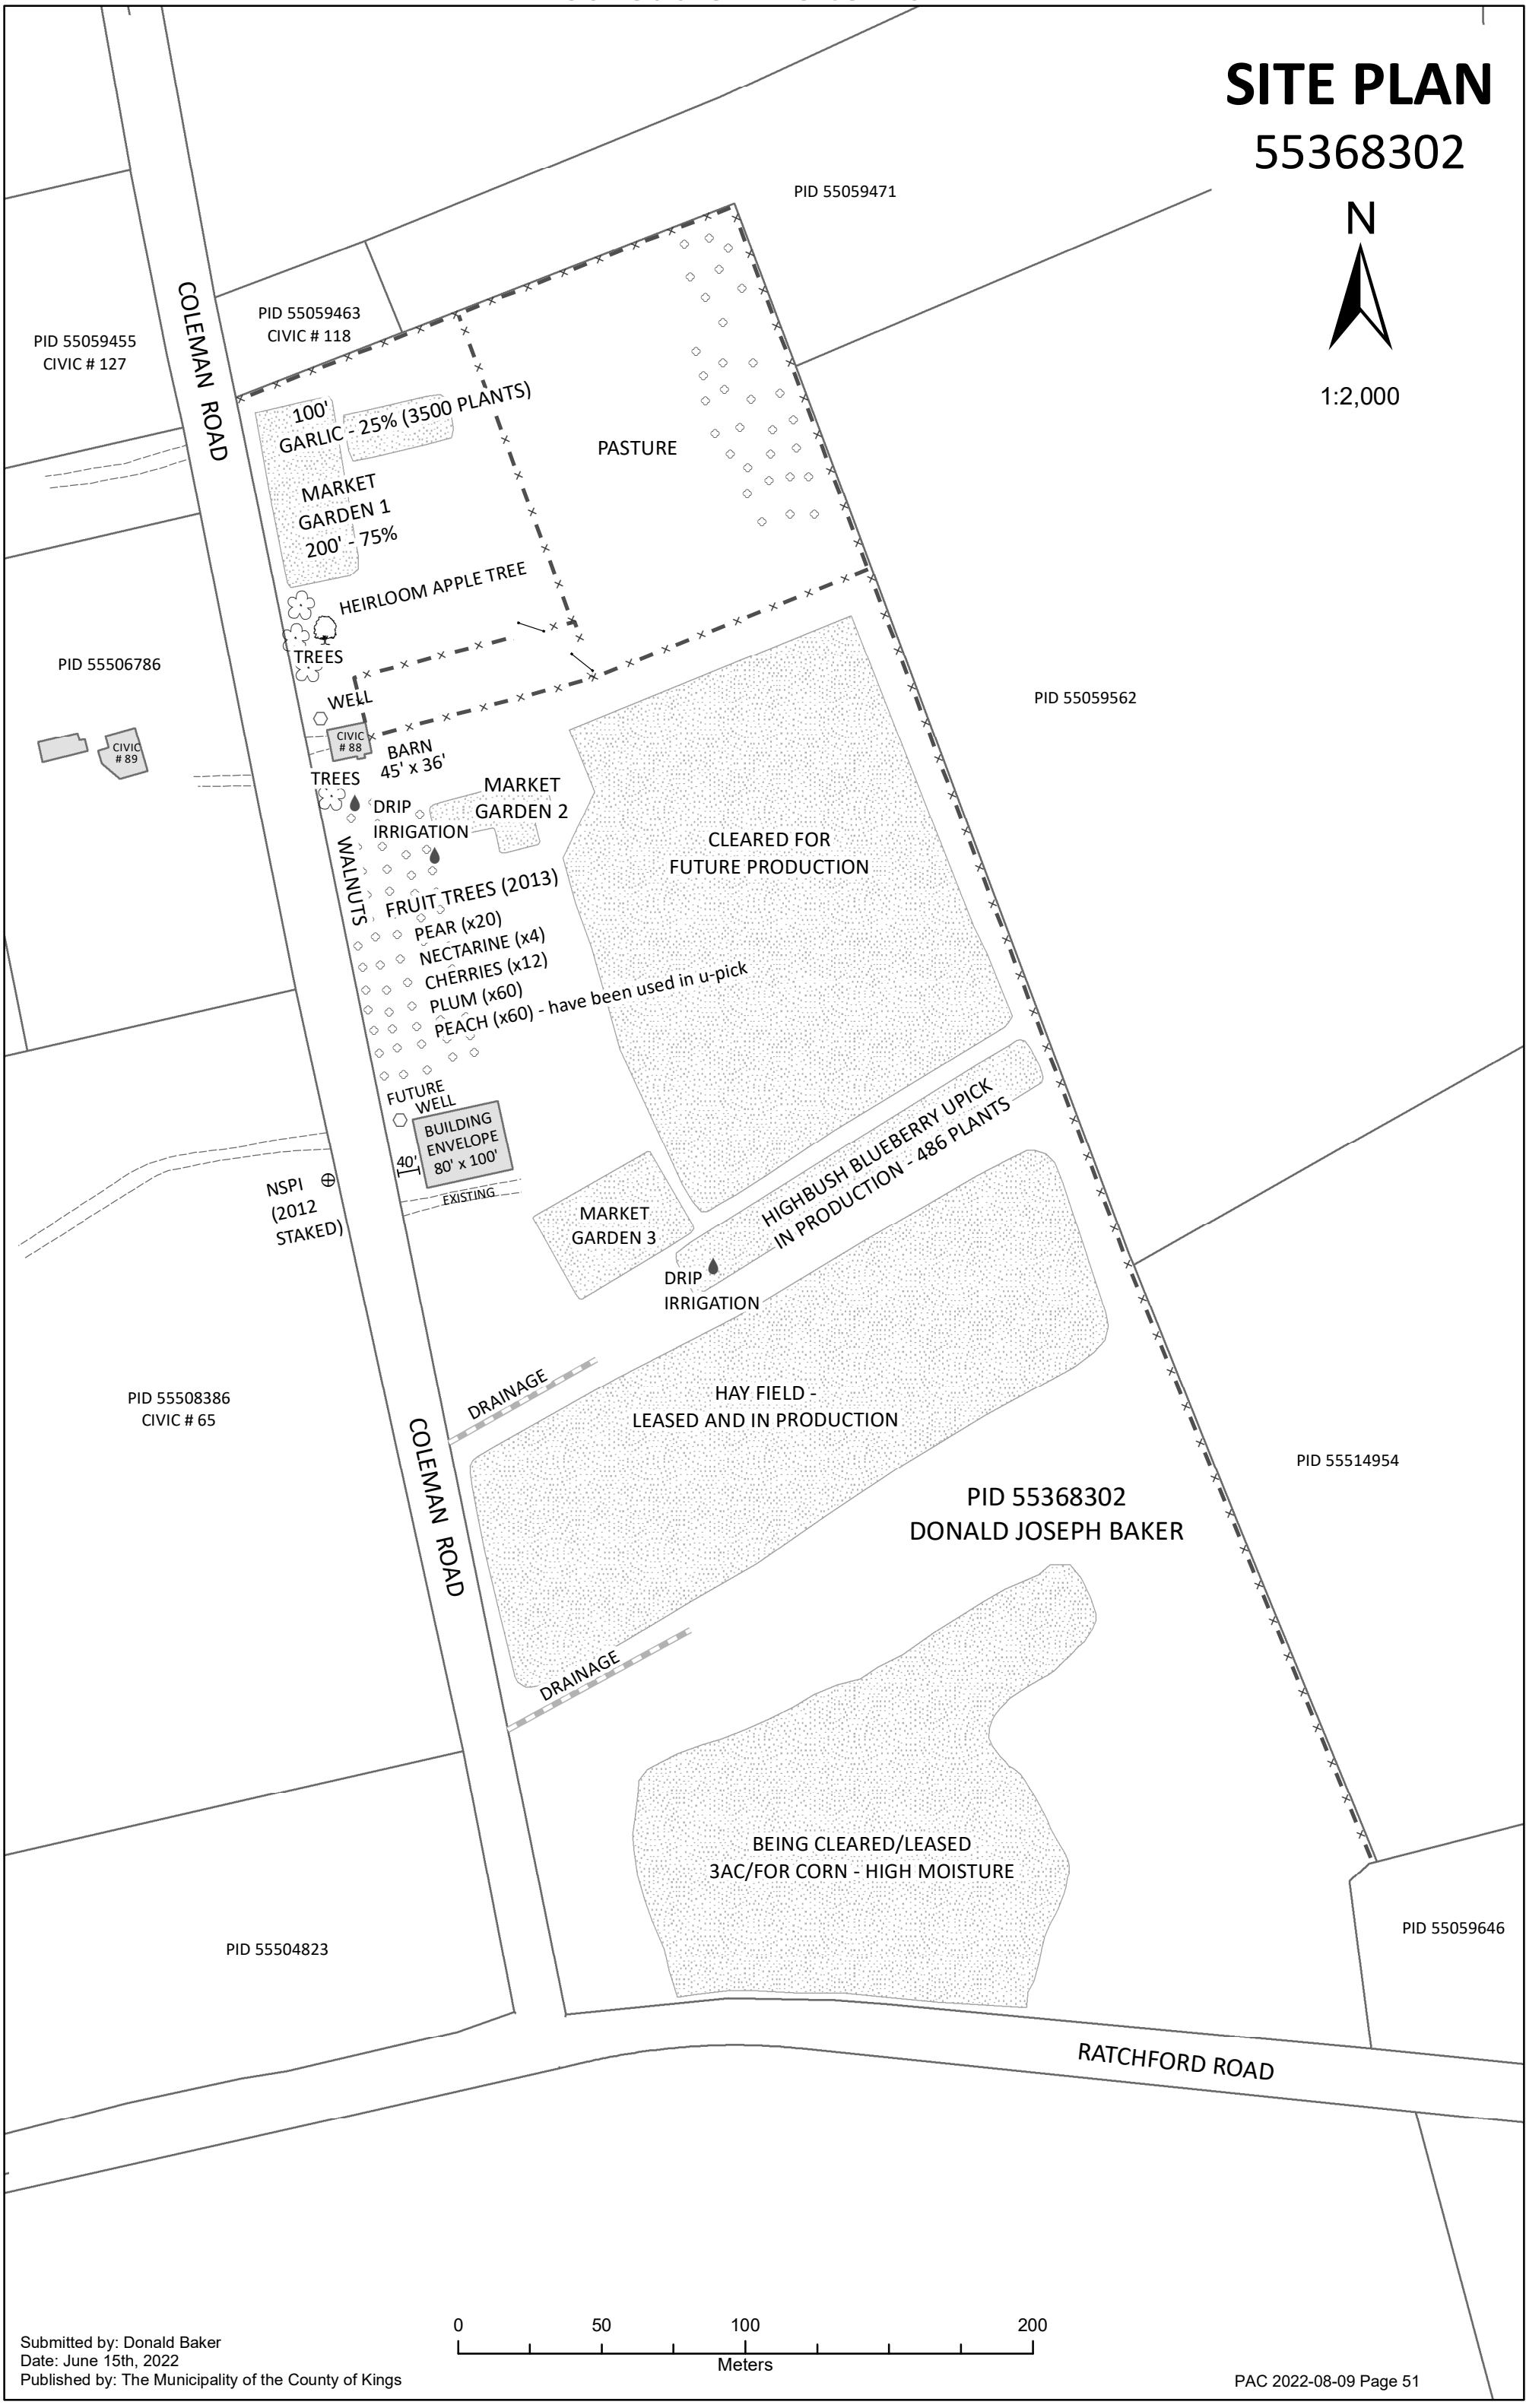 SITE PLAN
55368302
N
1:2,000
PID 55059471
COLEMAN ROAD
PID 55059463
CIVIC # 118
PID 55059455
CIVIC # 127
100'
GARLIC - 25% (3500 PLANTS)
MARKET
GARDEN 1
200' - 75%
PASTURE
HEIRLOOM APPLE TREE
TREES
PID 55506786
WELL
PID 55059562
CIVIC
# 88
CIVIC
# 89
BARN
45' x 36'
TREES
DRIP
IRRIGATION
MARKET
GARDEN 2
WALNUTS
CLEARED FOR
FUTURE PRODUCTION
FRUIT TREES (2013)
PEAR (x20)
NECTARINE (x4)
CHERRIES (x12)
PLUM (x60)
PEACH (x60) - have been used in u-pick
FUTURE
WELL
BUILDING
ENVELOPE
80' x 100'
40'
EXISTING
NSPI
(2012
STAKED)
HIGHBUSH BLUEBERRY UPICK
IN PRODUCTION - 486 PLANTS
MARKET
GARDEN 3
DRIP
IRRIGATION
DRAINAGE
HAY FIELD -
LEASED AND IN PRODUCTION
PID 55508386
CIVIC # 65
COLEMAN ROAD
PID 55514954
PID 55368302
DONALD JOSEPH BAKER
DRAINAGE
BEING CLEARED/LEASED
3AC/FOR CORN - HIGH MOISTURE
PID 55059646
PID 55504823
RATCHFORD ROAD
0 50 100 200
Meters
Submitted by: Donald Baker
Date: June 15th, 2022
Published by: The Municipality of the County of Kings
PAC 2022-08-09 Page 51